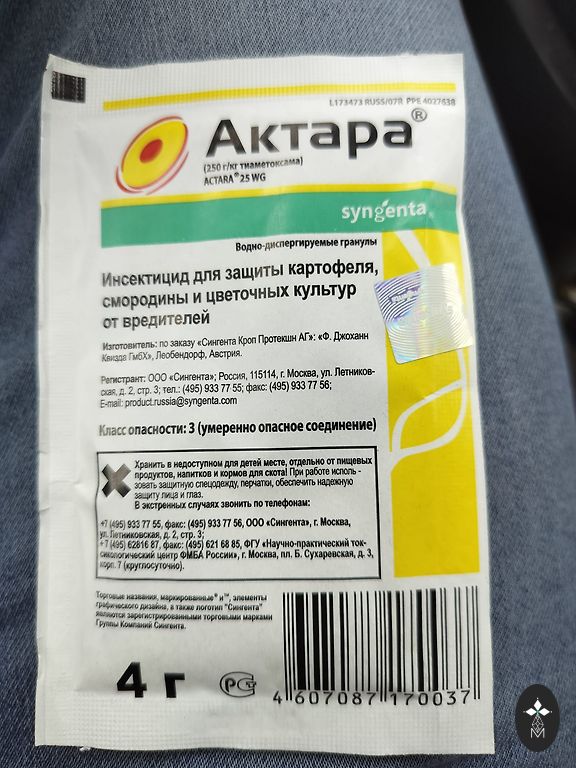 L173473 RUSS/07R PPE 4027638
Актара®
(250 г/кг тиаметоксама)
ACTARA® 25 WG
syngenta
Водно-диспергируемые гранулы
Инсектицид для защиты картофеля,
смородины и цветочных культур
от вредителей
Изготовитель: по заказу «Сингента Кроп Протекшн АГ»: «Ф. Джоханн
Квизда ГмбХ», Леобендорф, Австрия.
Регистрант: ООО «Сингента»; Россия, 115114, г. Москва, ул. Летников-
ская, д. 2, стр. 3; тел.: (495) 933 77 55; факс: (495) 933 77 56;
E-mail: product.russia@syngenta.com
Класс опасности: 3 (умеренно опасное соединение)
Хранить в недоступном для детей месте, отдельно от пищевых
продуктов, напитков и кормов для скота! При работе исполь -
зовать защитную спецодежду, перчатки, обеспечить надежную
защиту лица и глаз.
В экстренных случаях звонить по телефонам:
+7 (495) 933 77 55, факс: (495) 933 77 56, ООО «Сингента», г. Москва,
ул. Летниковская, д. 2, стр. 3;
+7 (495) 62816 87, факс: (495) 621 68 85, ФГУ «Научно-практический ток-
сикологический центр ФМБА России», г. Москва, пл. Б. Сухаревская, д. 3,
корп. 7 (круглосуточно).
Торговые названия, маркированные ® и ™, элементы
графического дизайна, а также логотип "Сингента"
являются зарегистрированными торговыми марками
Группы Компаний Сингента.
4 г
4 607087 170037
M